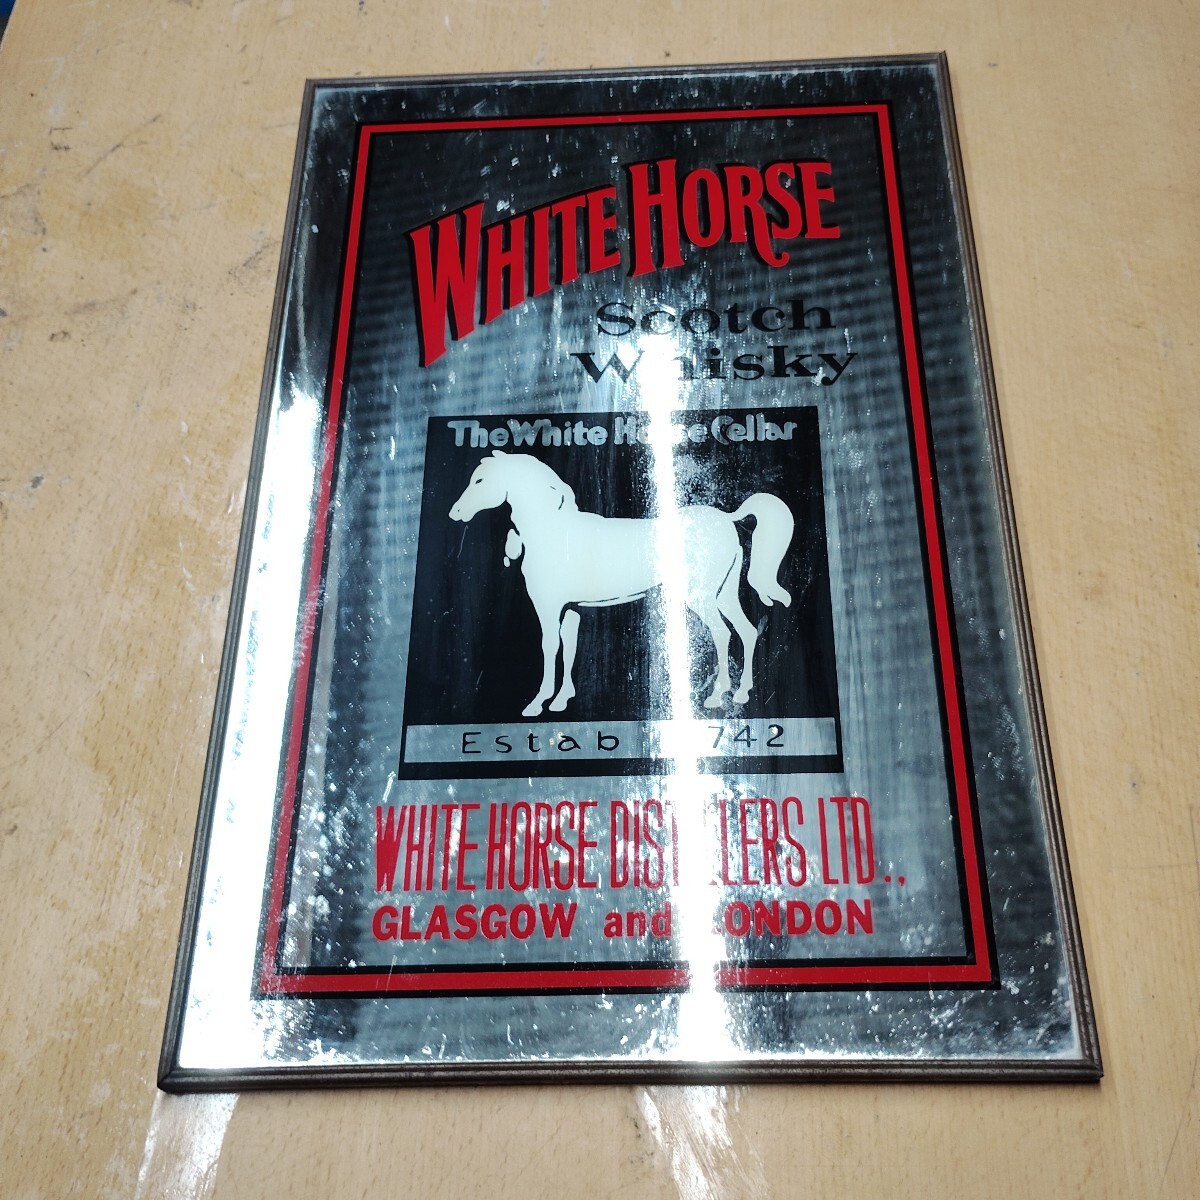 WHITE HORSE
Scotch
Whisky
The White Horse Cellar
Estab 1742
WHITE HORSE DISTILLERS LTD.,
GLASGOW and LONDON